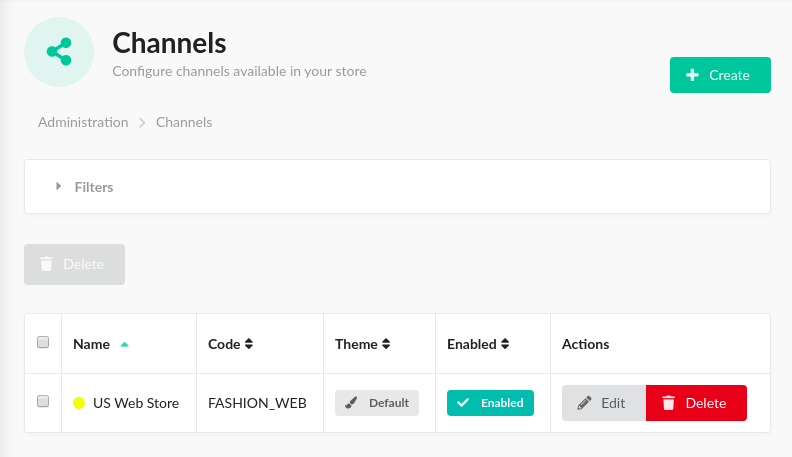 Channels
Configure channels available in your store
Create
Administration Channels
Filters
Delete
Name Code Theme Enabled Actions
US Web Store FASHION_WEB Default Enabled Edit Delete